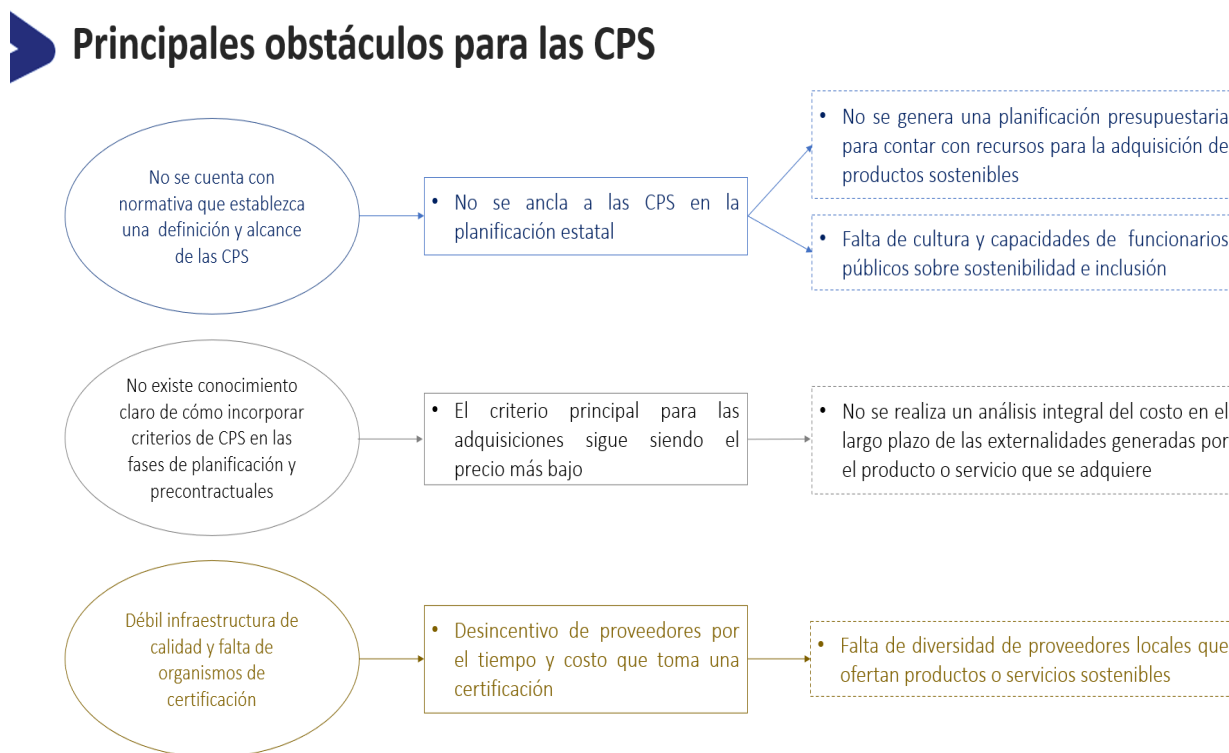 Principales obstáculos para las CPS
No se cuenta con
normativa que establezca
una definición y alcance
de las CPS
• No se ancla a las CPS en la
planificación estatal
• No se genera una planificación presupuestaria
para contar con recursos para la adquisición de
productos sostenibles
• Falta de cultura y capacidades de funcionarios
públicos sobre sostenibilidad e inclusión
No existe conocimiento
claro de cómo incorporar
criterios de CPS en las
fases de planificación y
precontractuales
• El criterio principal para las
adquisiciones sigue siendo el
precio más bajo
• No se realiza un análisis integral del costo en el
largo plazo de las externalidades generadas por
el producto o servicio que se adquiere
Débil infraestructura de
calidad y falta de
organismos de
certificación
• Desincentivo de proveedores por
el tiempo y costo que toma una
certificación
• Falta de diversidad de proveedores locales que
ofertan productos o servicios sostenibles